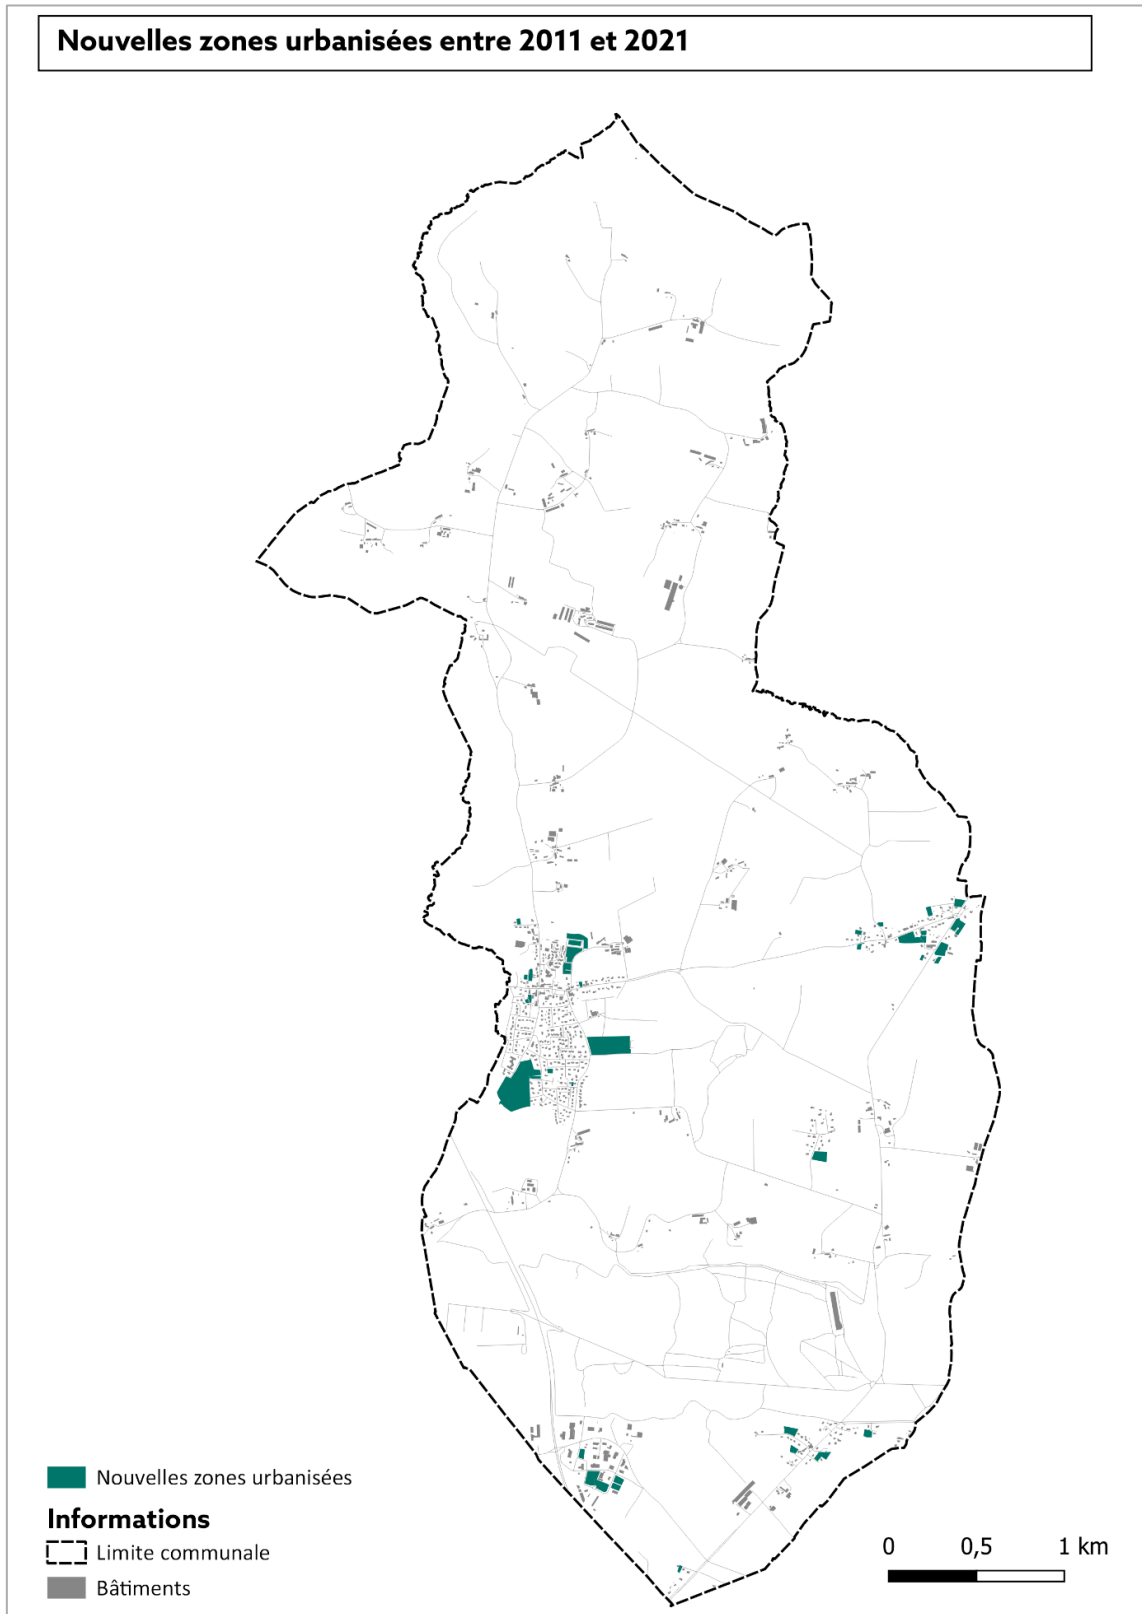 Nouvelles zones urbanisées entre 2011 et 2021
Nouvelles zones urbanisées
Informations
Limite communale
Bâtiments
0 0,5 1 km